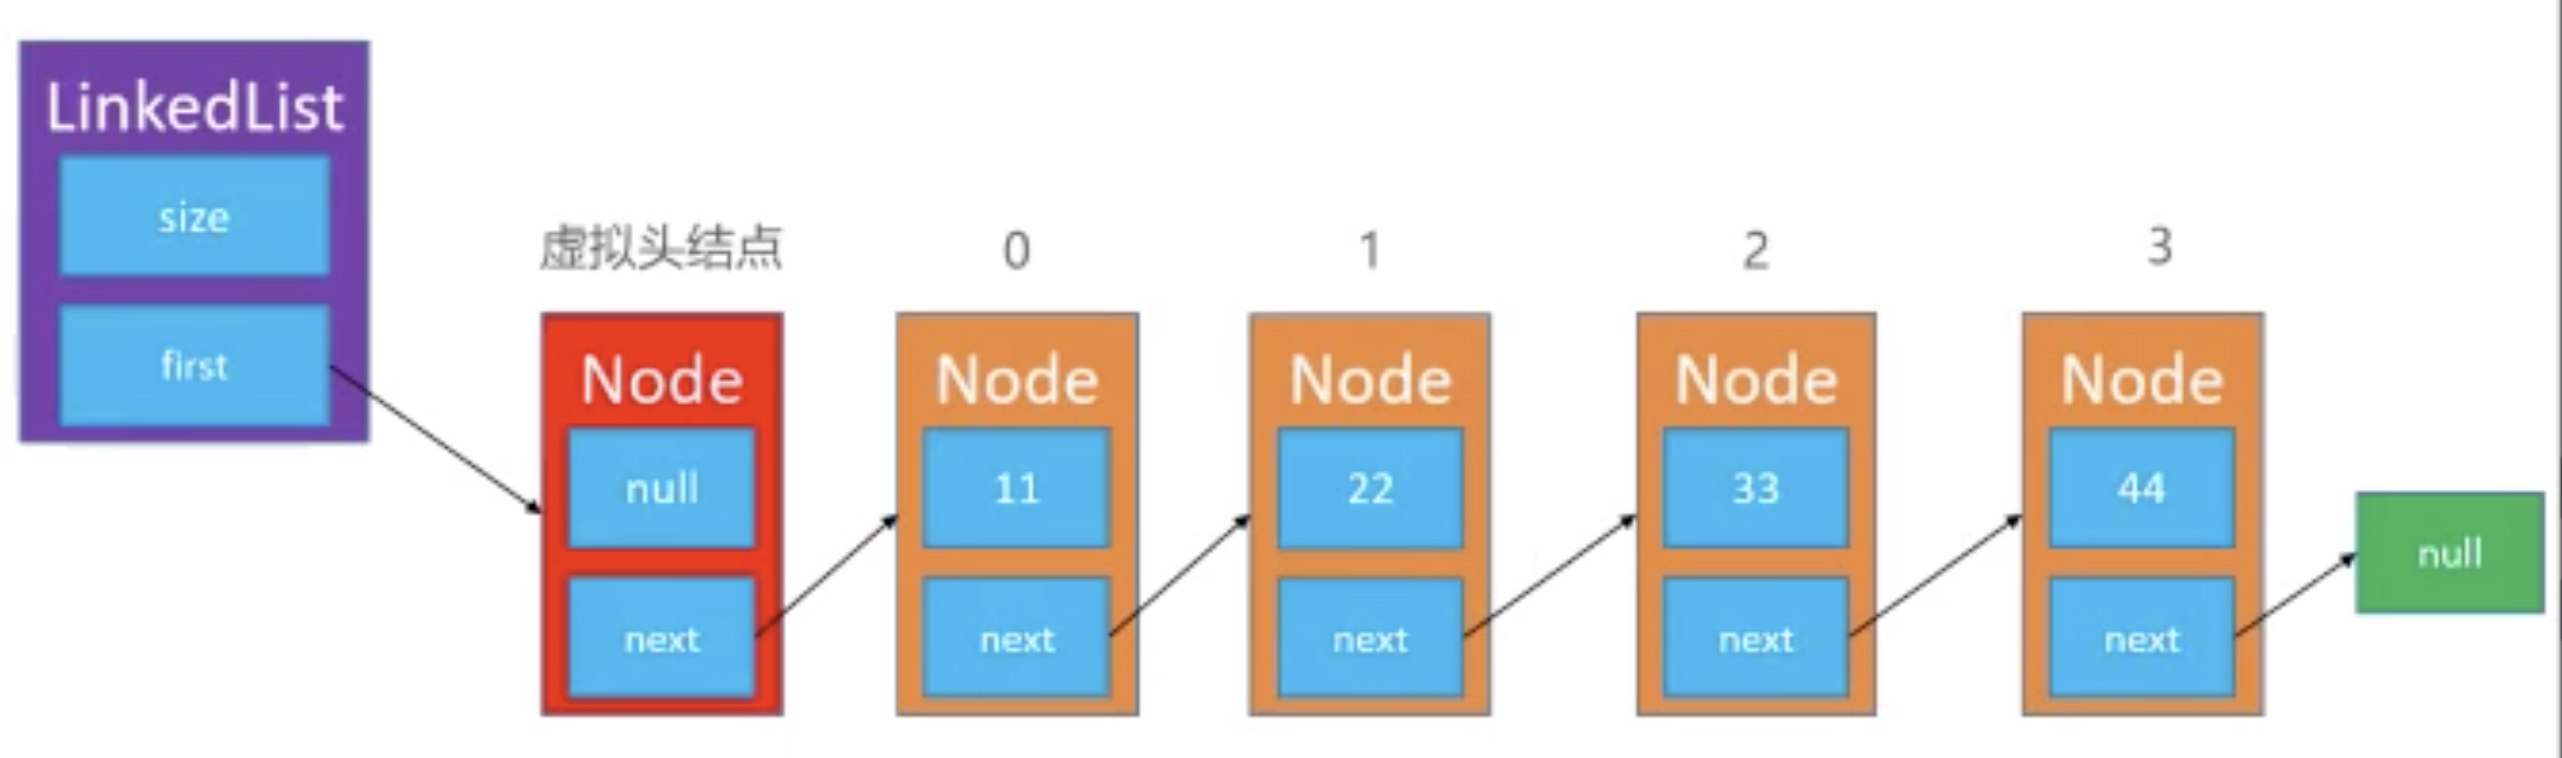 LinkedList
size
first
虚拟头结点
Node
null
next
0
Node
11
next
1
Node
22
next
2
Node
33
next
3
Node
44
next
null